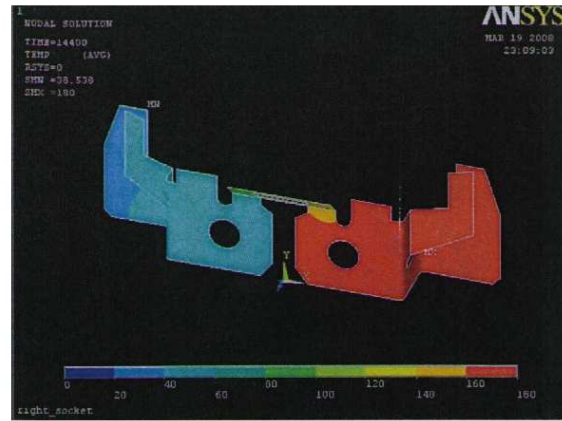 1
NODAL SOLUTION
TIME=14400
TEMP (AVG)
RSYS=0
SMN =38.538
SMX =180
ANSYS
MAR 19 2008
23:09:03
MN
Y
0 20 40 60 80 100 120 140 160 180
right_socket